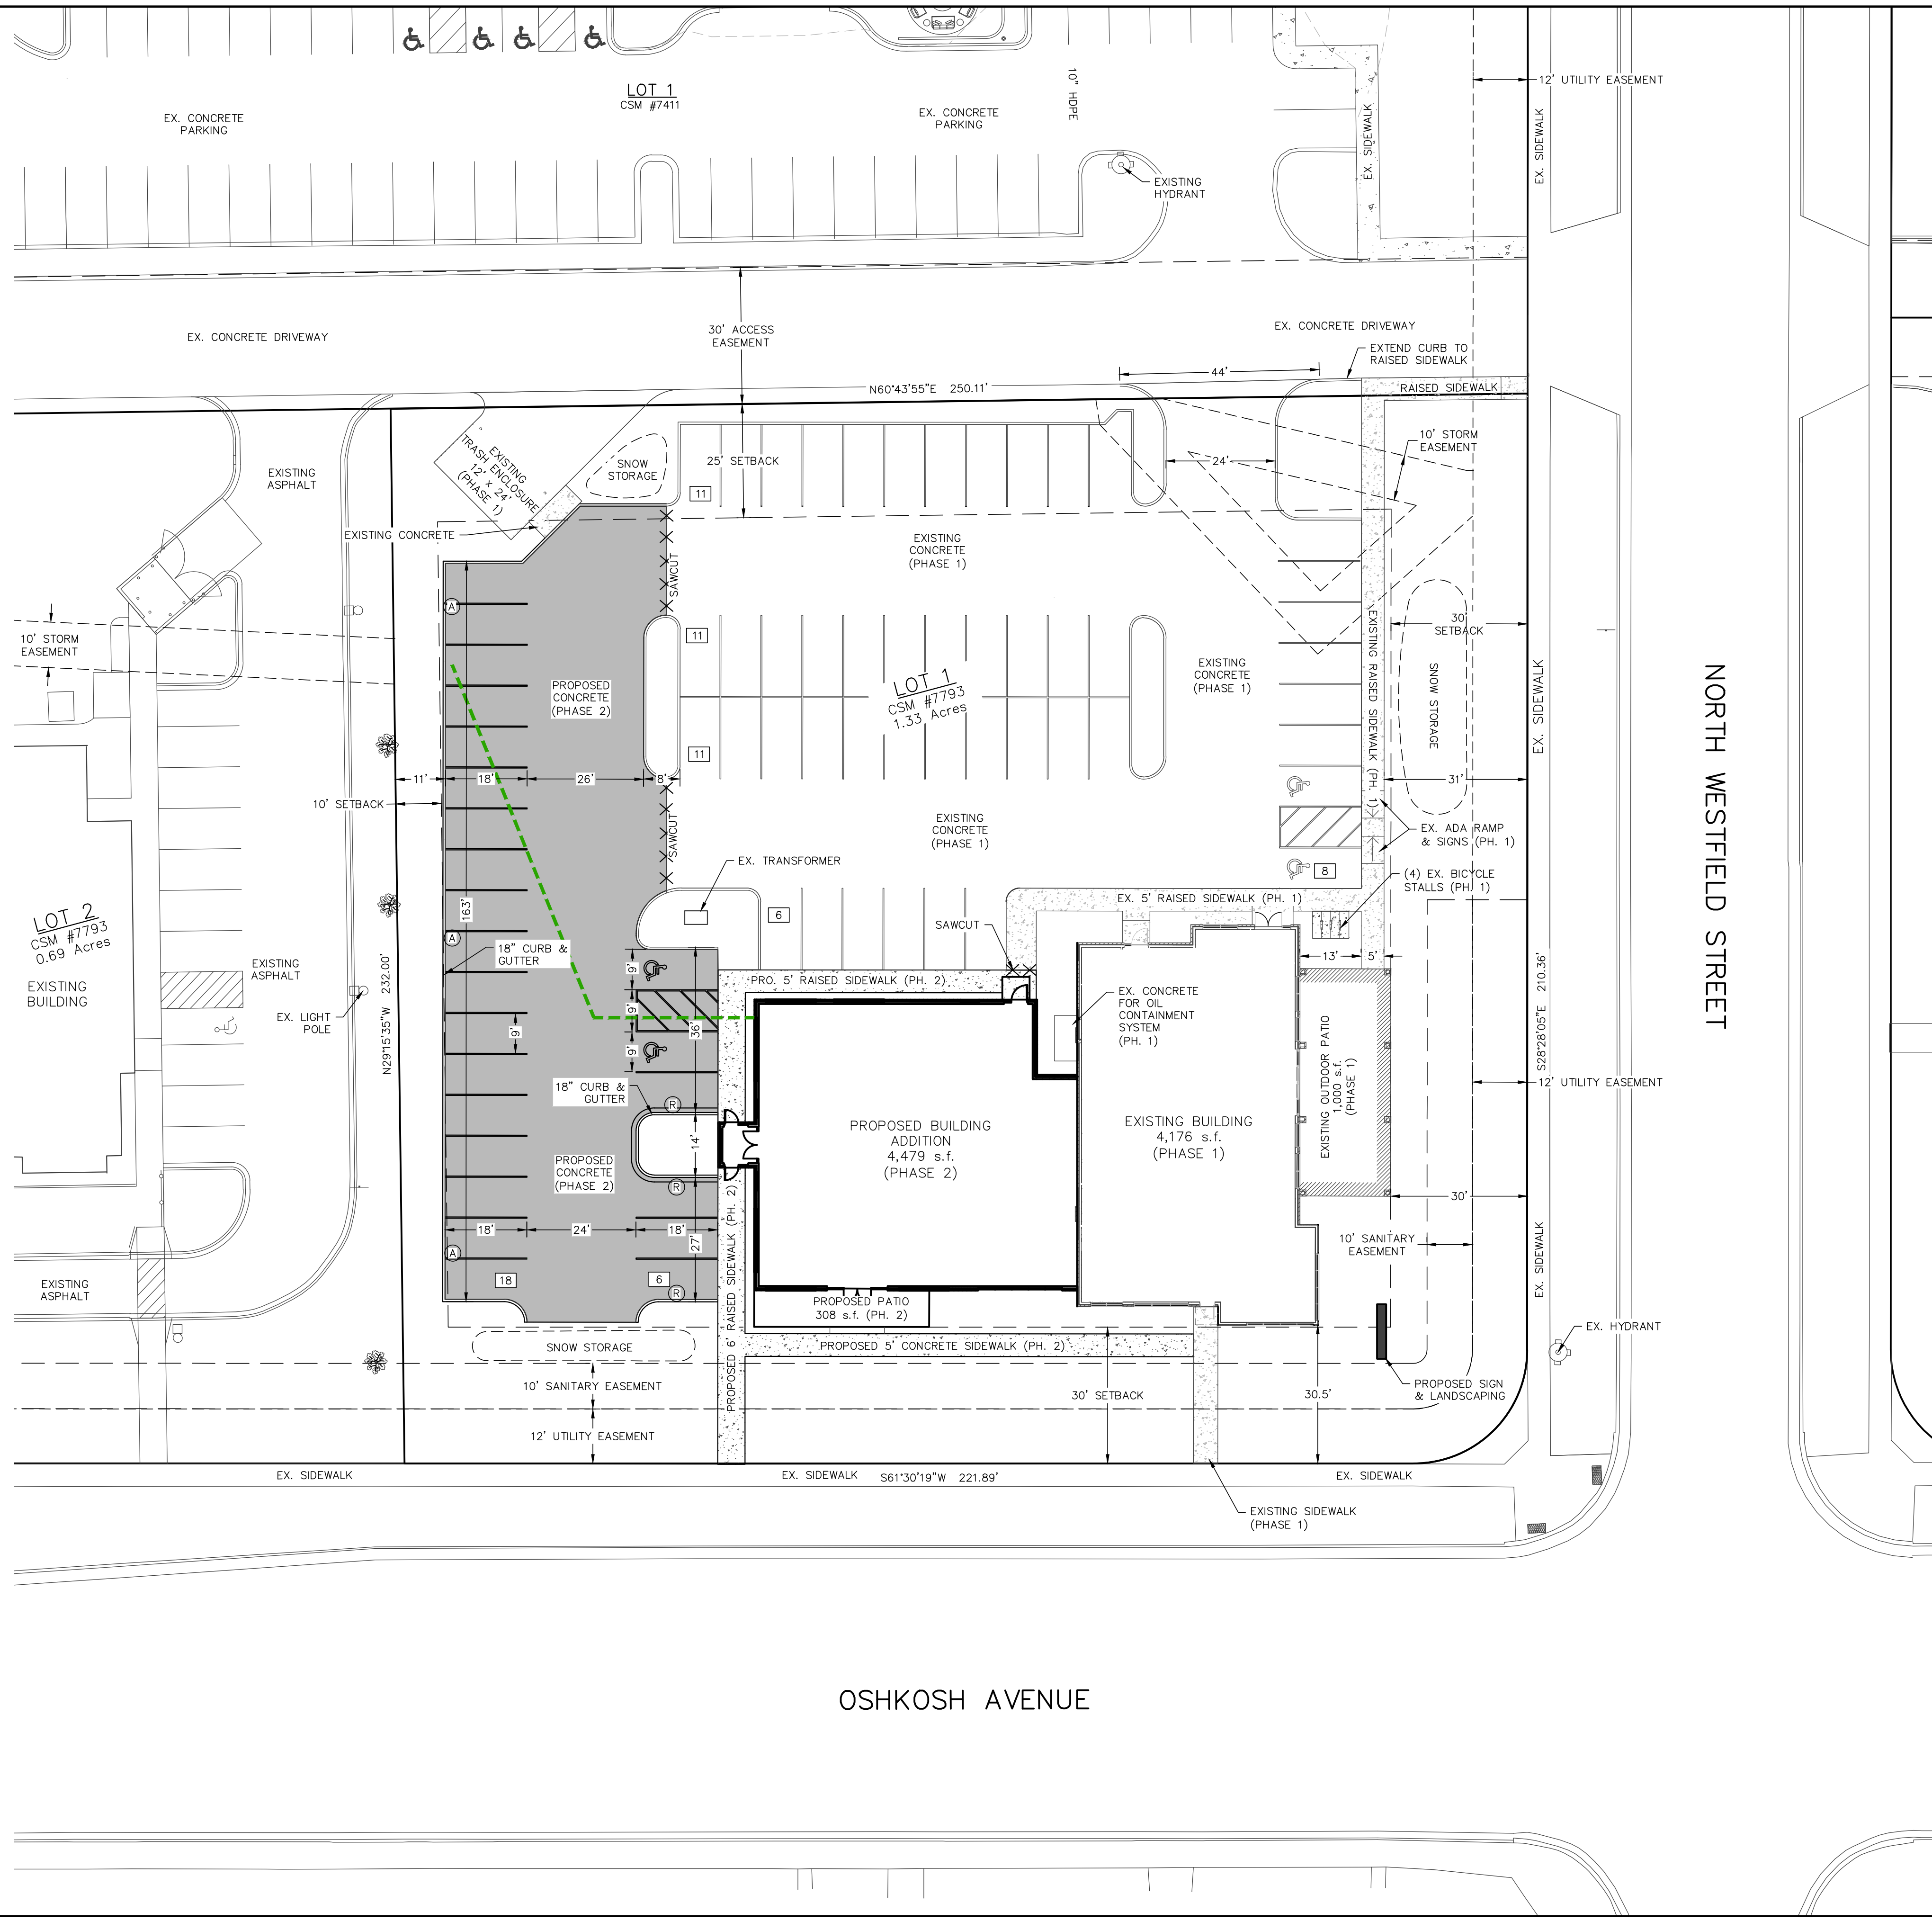 LOT 1
CSM #7411
EX. CONCRETE
PARKING
EX. CONCRETE
PARKING
10" HDPE
EX. SIDEWALK
EX. SIDEWALK
12' UTILITY EASEMENT
EXISTING
HYDRANT
EX. CONCRETE DRIVEWAY
30' ACCESS
EASEMENT
EX. CONCRETE DRIVEWAY
EXTEND CURB TO
RAISED SIDEWALK
44'
N60°43'55"E 250.11'
RAISED SIDEWALK
EXISTING
TRASH ENCLOSURE
12' x 24'
(PHASE 1)
SNOW
STORAGE
25' SETBACK
24'
10' STORM
EASEMENT
EXISTING
ASPHALT
11
EXISTING CONCRETE
SAWCUT
EXISTING
CONCRETE
(PHASE 1)
A
10' STORM
EASEMENT
11
30'
SETBACK
EXISTING RAISED SIDEWALK (PH. 1)
SNOW STORAGE
EX. SIDEWALK
PROPOSED
CONCRETE
(PHASE 2)
LOT 1
CSM #7793
1.33 Acres
EXISTING
CONCRETE
(PHASE 1)
NORTH WESTFIELD STREET
11
11'
18'
26'
8'
31'
10' SETBACK
SAWCUT
EXISTING
CONCRETE
(PHASE 1)
EX. ADA RAMP
& SIGNS (PH. 1)
EX. TRANSFORMER
8
(4) EX. BICYCLE
STALLS (PH. 1)
163'
6
EX. 5' RAISED SIDEWALK (PH. 1)
LOT 2
CSM #7793
0.69 Acres
EXISTING
BUILDING
A
SAWCUT
18" CURB &
GUTTER
EXISTING
ASPHALT
N29°15'35"W 232.00'
9'
13'
5'
PRO. 5' RAISED SIDEWALK (PH. 2)
S28°28'05"E 210.36'
EX. LIGHT
POLE
9'
9'
36'
EX. CONCRETE
FOR OIL
CONTAINMENT
SYSTEM
(PH. 1)
9'
EXISTING OUTDOOR PATIO
1,000 s.f.
(PHASE 1)
18" CURB &
GUTTER
12' UTILITY EASEMENT
R
14'
PROPOSED BUILDING
ADDITION
4,479 s.f.
(PHASE 2)
EXISTING BUILDING
4,176 s.f.
(PHASE 1)
PROPOSED
CONCRETE
(PHASE 2)
R
30'
18'
24'
18'
27'
PROPOSED 6' RAISED SIDEWALK (PH. 2)
10' SANITARY
EASEMENT
EX. SIDEWALK
A
18
6
R
EXISTING
ASPHALT
PROPOSED PATIO
308 s.f. (PH. 2)
EX. HYDRANT
SNOW STORAGE
PROPOSED 5' CONCRETE SIDEWALK (PH. 2)
10' SANITARY EASEMENT
30' SETBACK
30.5'
PROPOSED SIGN
& LANDSCAPING
12' UTILITY EASEMENT
EX. SIDEWALK
EX. SIDEWALK
S61°30'19"W 221.89'
EX. SIDEWALK
EXISTING SIDEWALK
(PHASE 1)
OSHKOSH AVENUE